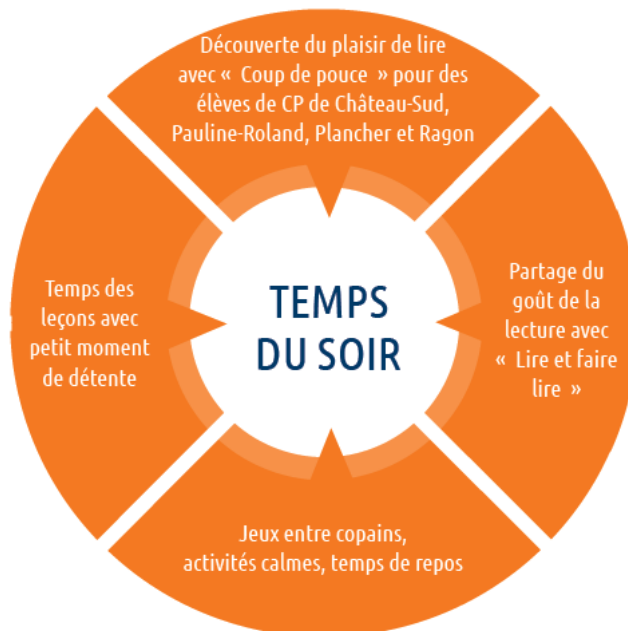 Découverte du plaisir de lire
avec « Coup de pouce » pour des
élèves de CP de Château-Sud,
Pauline-Roland, Plancher et Ragon
Temps des
leçons avec
petit moment
de détente
TEMPS
DU SOIR
Partage du
goût de la
lecture avec
« Lire et faire
lire »
Jeux entre copains,
activités calmes, temps de repos